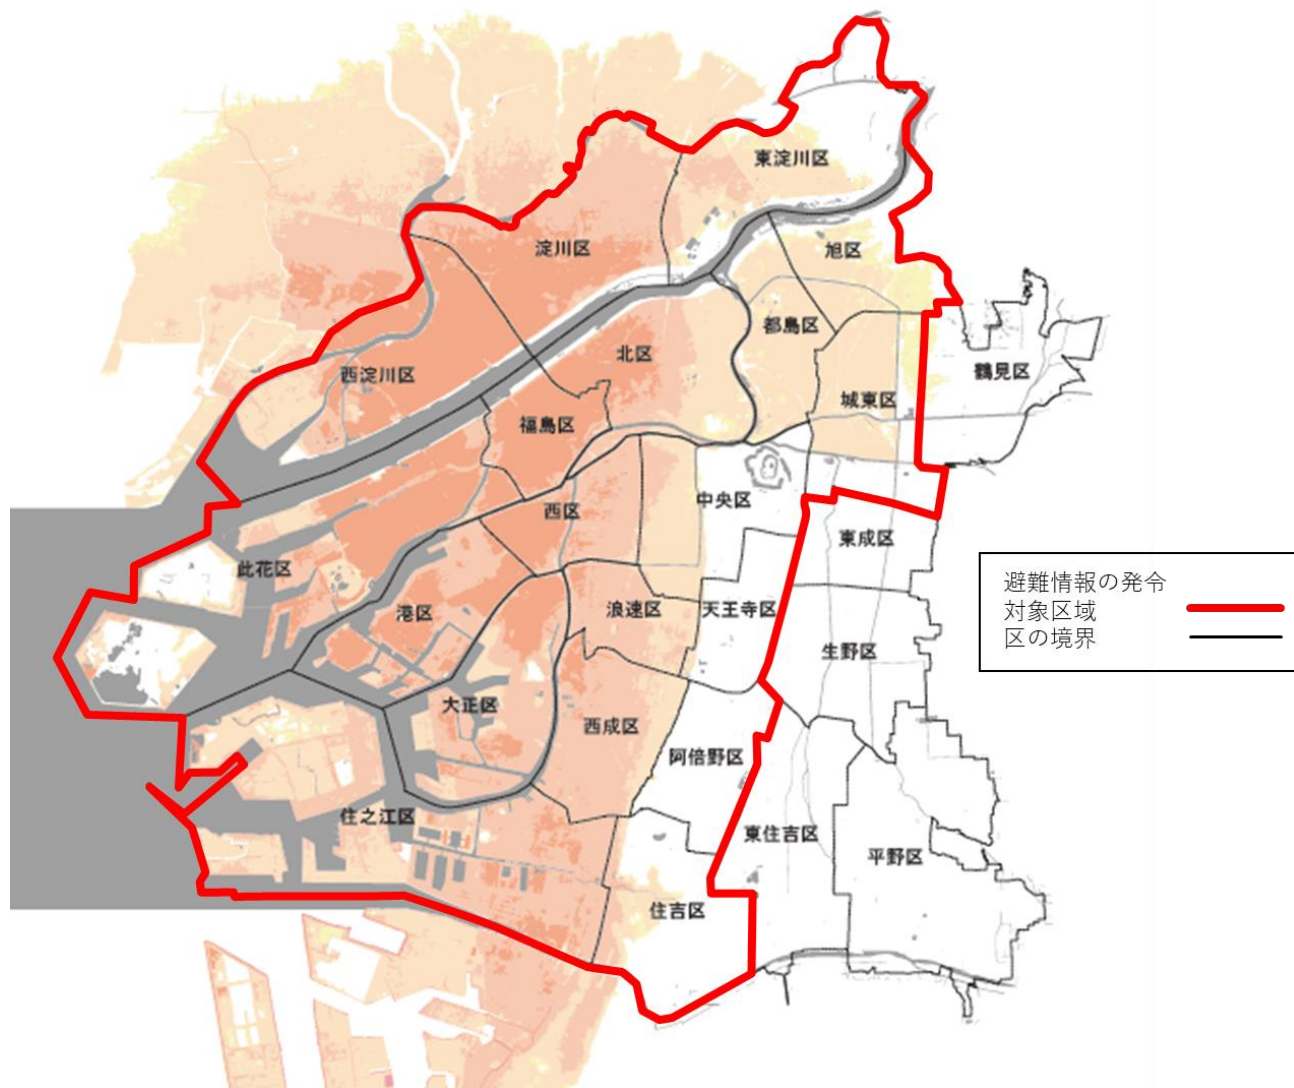 東淀川区
淀川区
旭区
都島区
北区
鶴見区
西淀川区
城東区
福島区
中央区
西区
東成区
此花区
港区
浪速区
天王寺区
生野区
大正区
西成区
阿倍野区
住之江区
東住吉区
平野区
住吉区
避難情報の発令
対象区域
区の境界